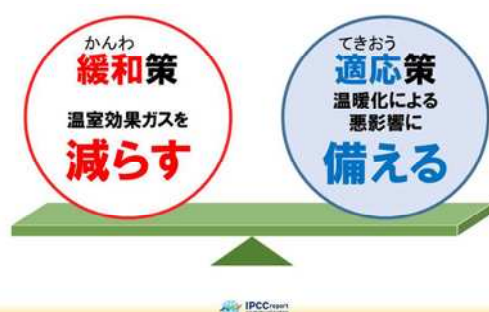 かんわ
緩和策
温室効果ガスを
減らす
てきおう
適応策
温暖化による
悪影響に
備える
IPCC report